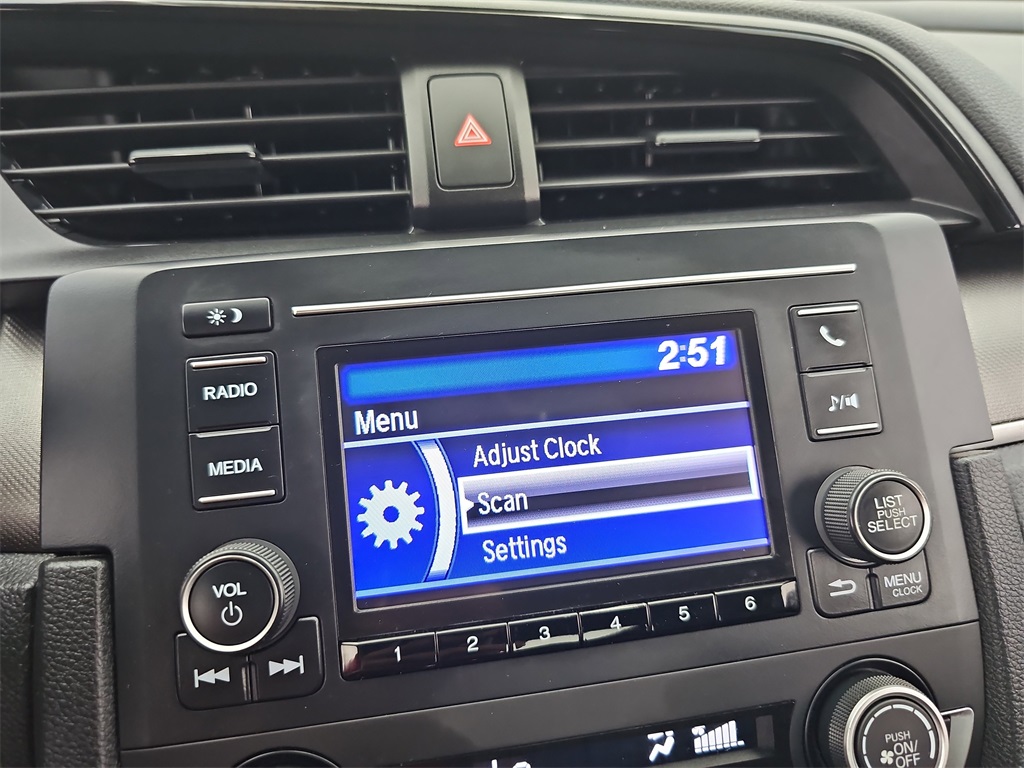 2:51
RADIO
Menu
Adjust Clock
MEDIA
Scan
LIST
PUSH
SELECT
Settings
VOL
MENU
CLOCK
1 2 3 4 5 6
PUSH
ON/
OFF